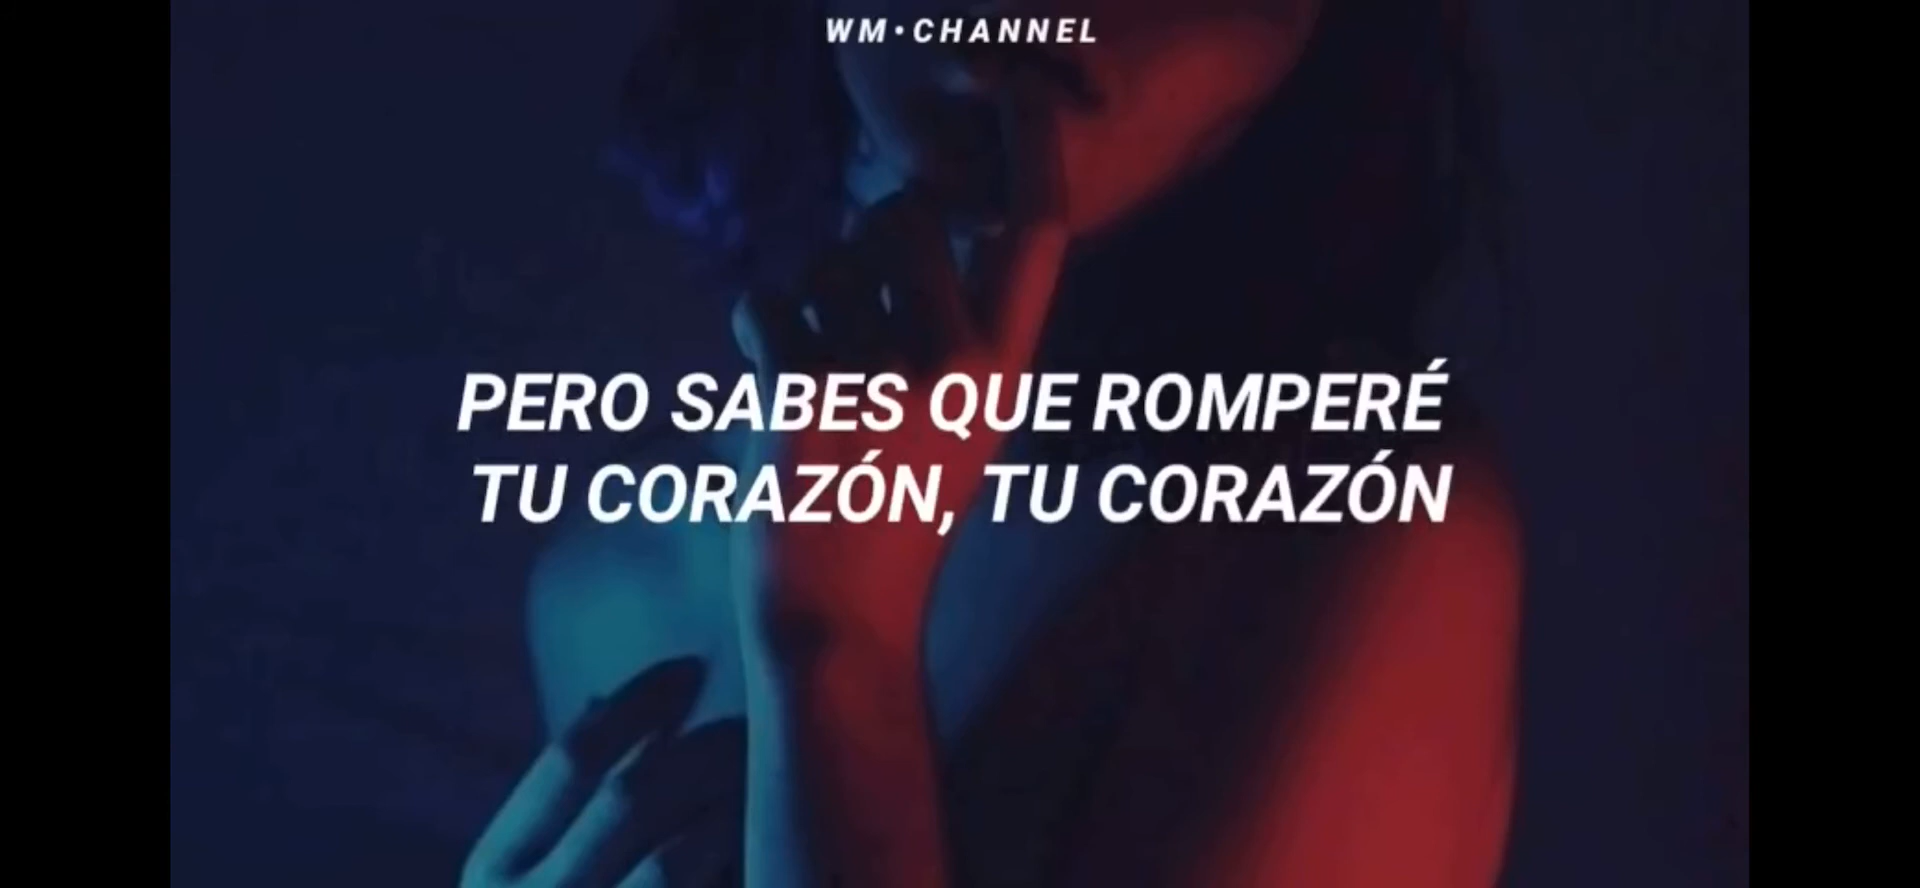 WM•CHANNEL
PERO SABES QUE ROMPERÉ
TU CORAZÓN, TU CORAZÓN